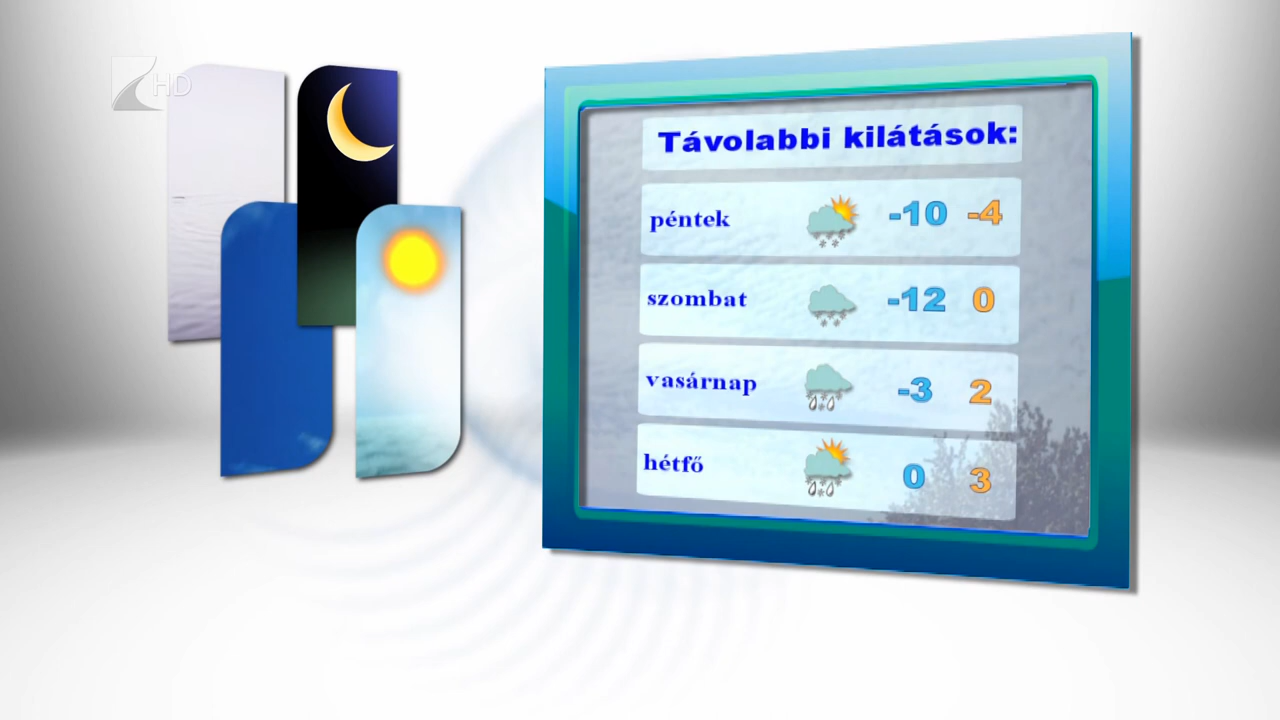 HD
Távolabbi kilátások:
péntek -10 -4
szombat -12 0
vasárnap -3 2
hétfő 0 3